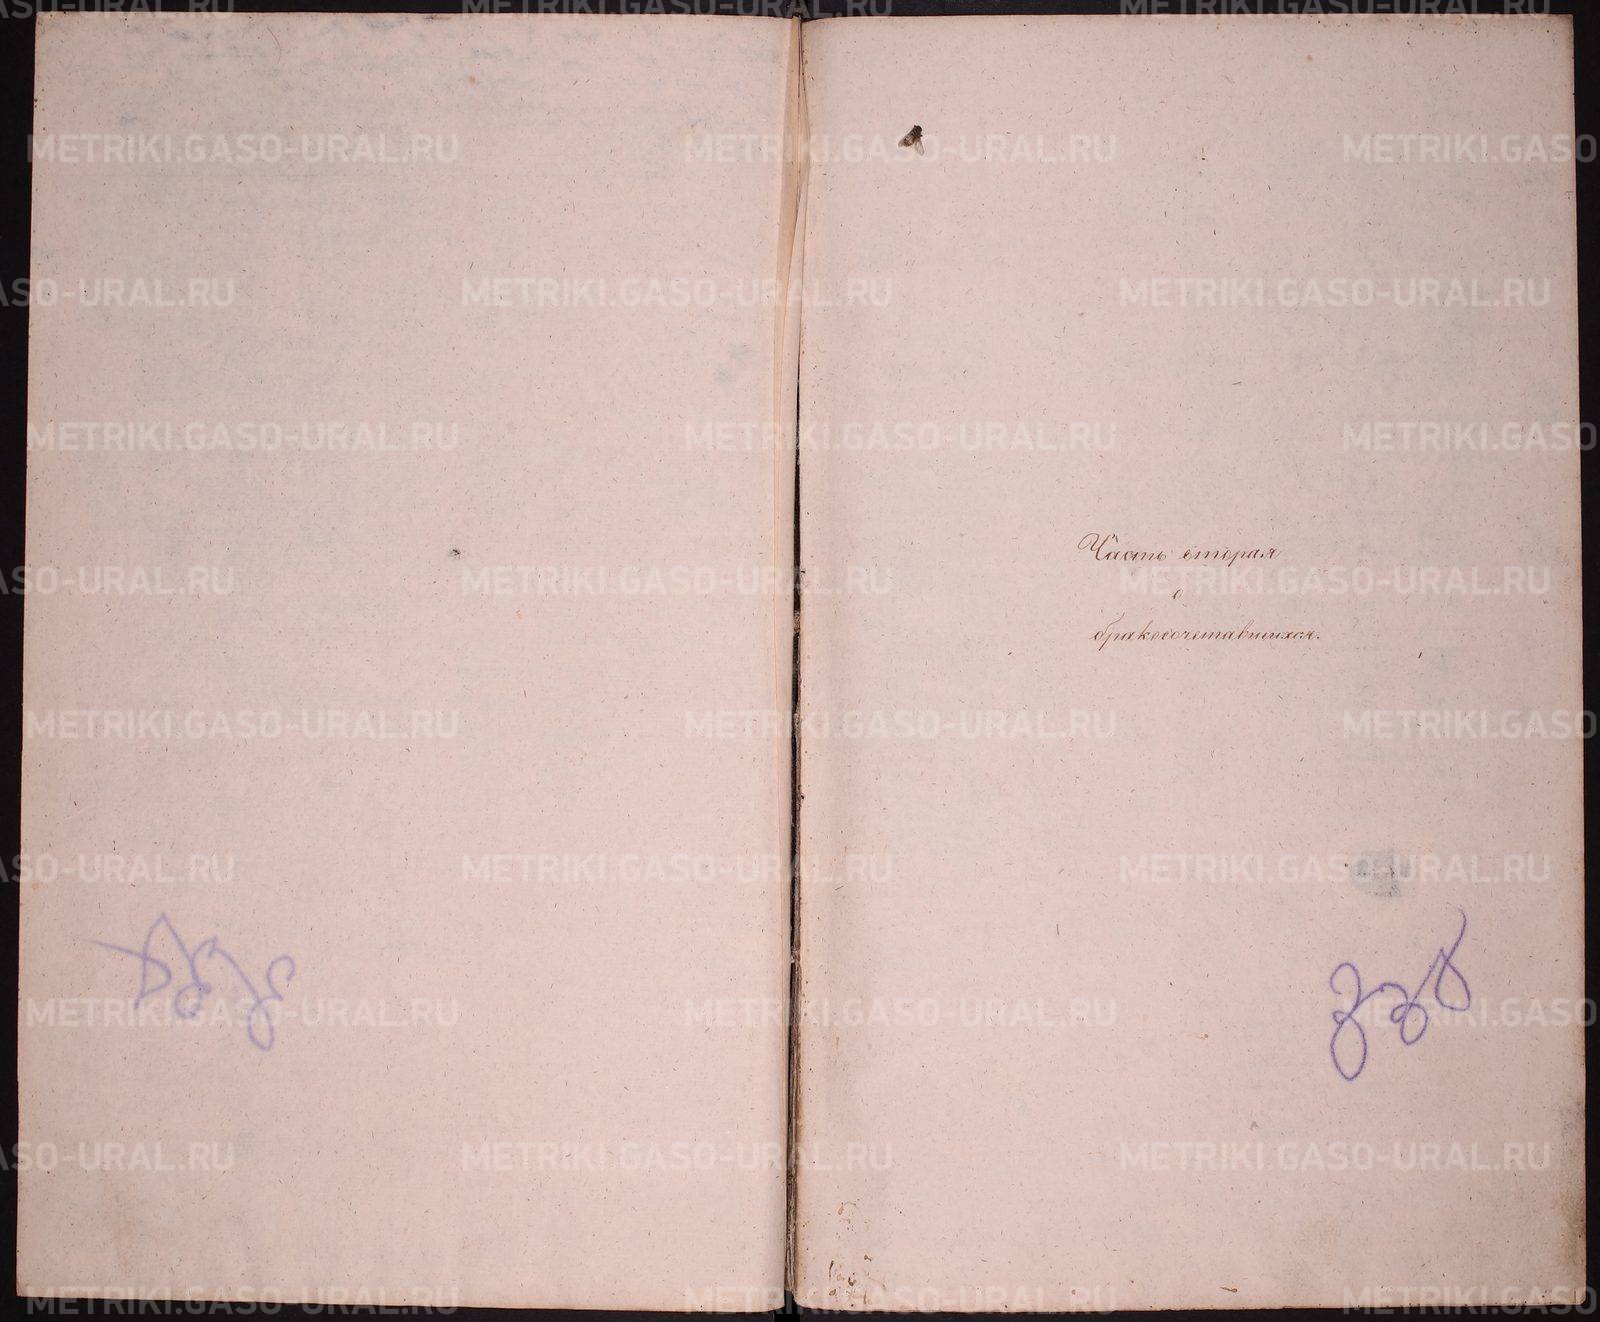 Часть вторая
о
бракосочетавшихся.
METRIKI.GASO-URAL.RU